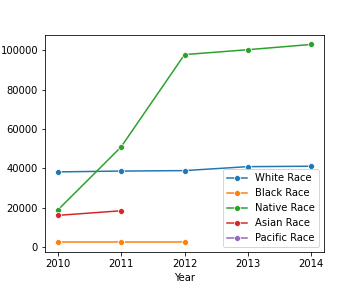 100000
80000
60000
40000
20000
0
2010 2011 2012 2013 2014
Year
White Race
Black Race
Native Race
Asian Race
Pacific Race